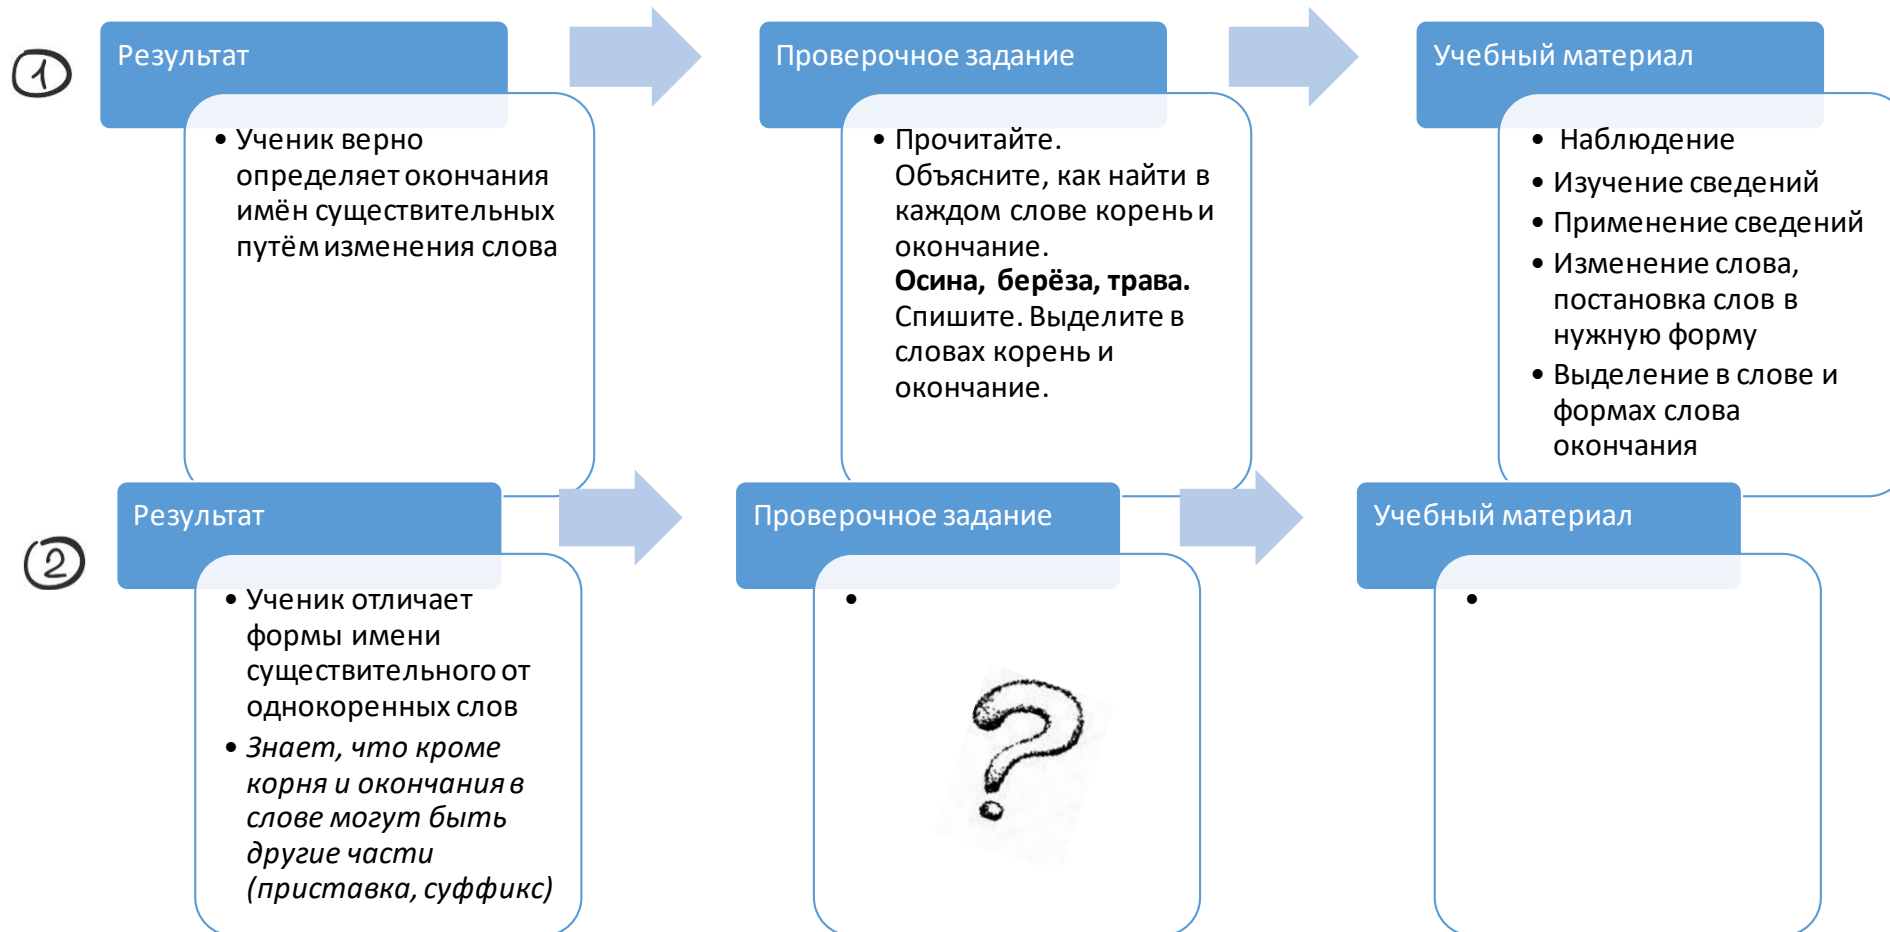 1
Результат
• Ученик верно
определяет окончания
имён существительных
путём изменения слова
Проверочное задание
• Прочитайте.
Объясните, как найти в
каждом слове корень и
окончание.
Осина, берёза, трава.
Спишите. Выделите в
словах корень и
окончание.
Учебный материал
• Наблюдение
• Изучение сведений
• Применение сведений
• Изменение слова,
постановка слов в
нужную форму
• Выделение в слове и
формах слова
окончания
2
Результат
• Ученик отличает
формы имени
существительного от
однокоренных слов
• Знает, что кроме
корня и окончания в
слове могут быть
другие части
(приставка, суффикс)
Проверочное задание
•
?
Учебный материал
•